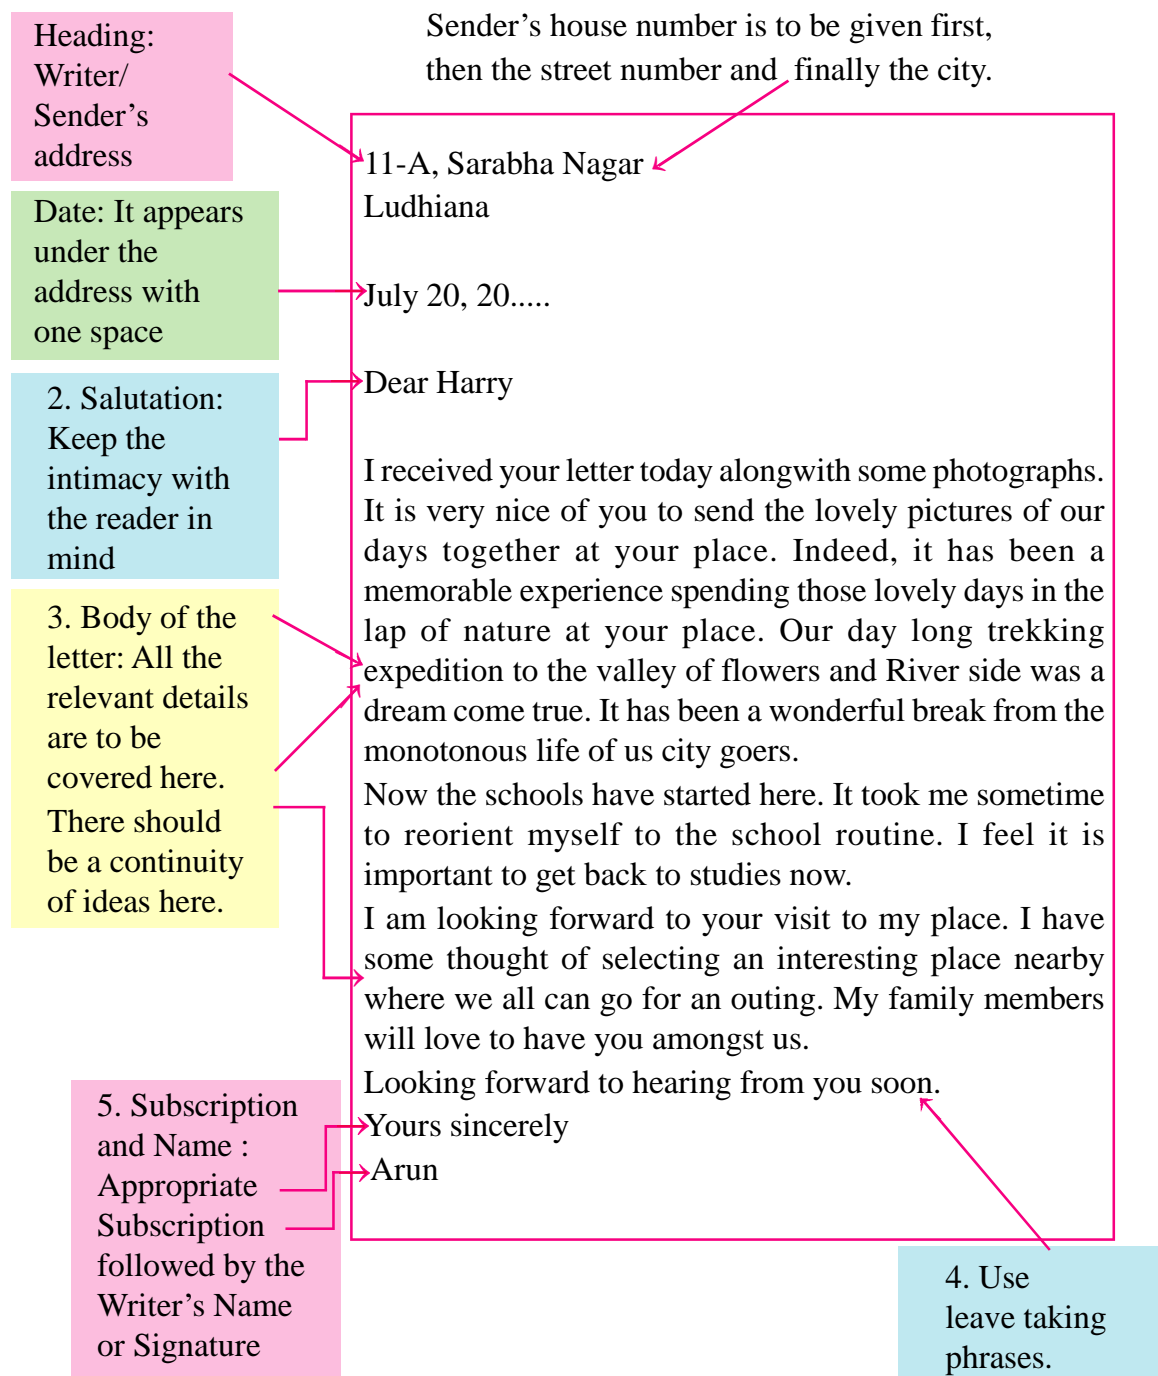 Heading:
Writer/
Sender’s
address
Sender’s house number is to be given first,
then the street number and finally the city.
11-A, Sarabha Nagar
Ludhiana
Date: It appears
under the
address with
one space
July 20, 20.....
2. Salutation:
Keep the
intimacy with
the reader in
mind
Dear Harry
3. Body of the
letter: All the
relevant details
are to be
covered here.
There should
be a continuity
of ideas here.
I received your letter today alongwith some photographs.
It is very nice of you to send the lovely pictures of our
days together at your place. Indeed, it has been a
memorable experience spending those lovely days in the
lap of nature at your place. Our day long trekking
expedition to the valley of flowers and River side was a
dream come true. It has been a wonderful break from the
monotonous life of us city goers.
Now the schools have started here. It took me sometime
to reorient myself to the school routine. I feel it is
important to get back to studies now.
I am looking forward to your visit to my place. I have
some thought of selecting an interesting place nearby
where we all can go for an outing. My family members
will love to have you amongst us.
Looking forward to hearing from you soon.
Yours sincerely
Arun
5. Subscription
and Name :
Appropriate
Subscription
followed by the
Writer’s Name
or Signature
4. Use
leave taking
phrases.